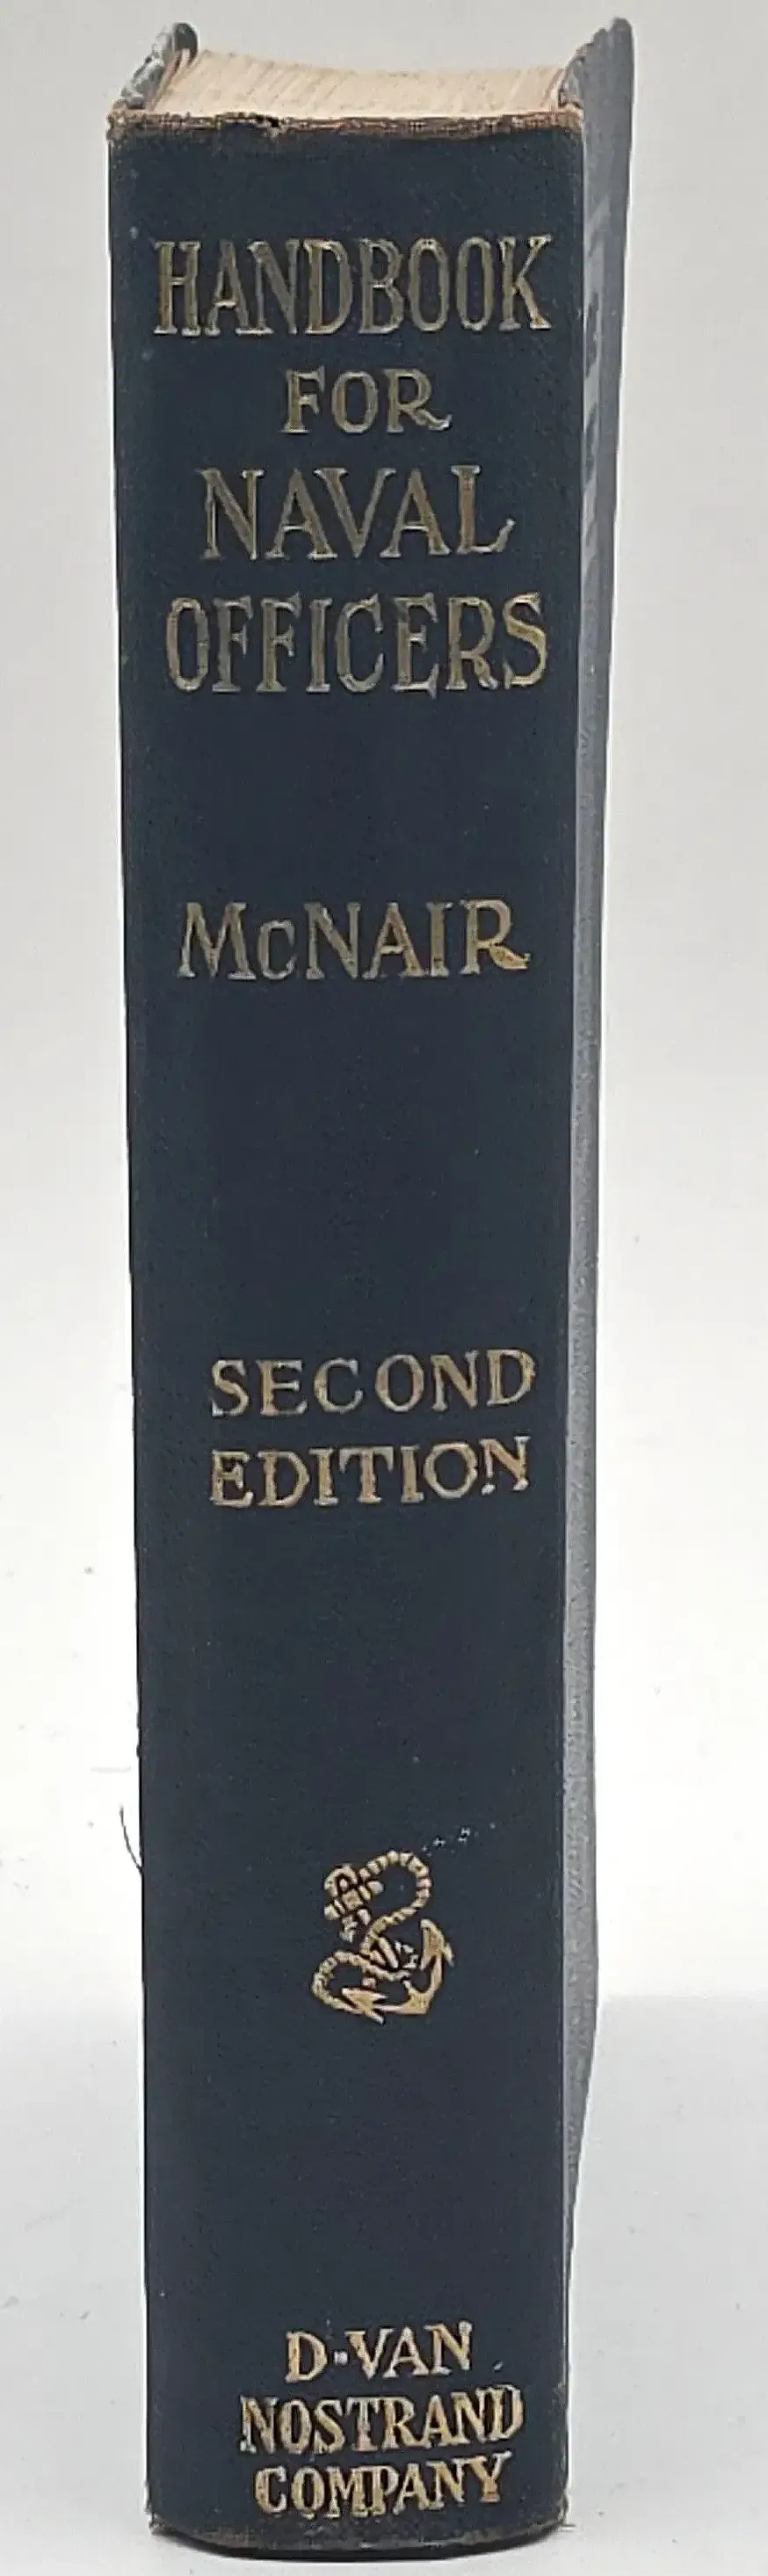 HANDBOOK
FOR
NAVAL
OFFICERS
McNAIR
SECOND
EDITION
D·VAN
NOSTRAND
COMPANY